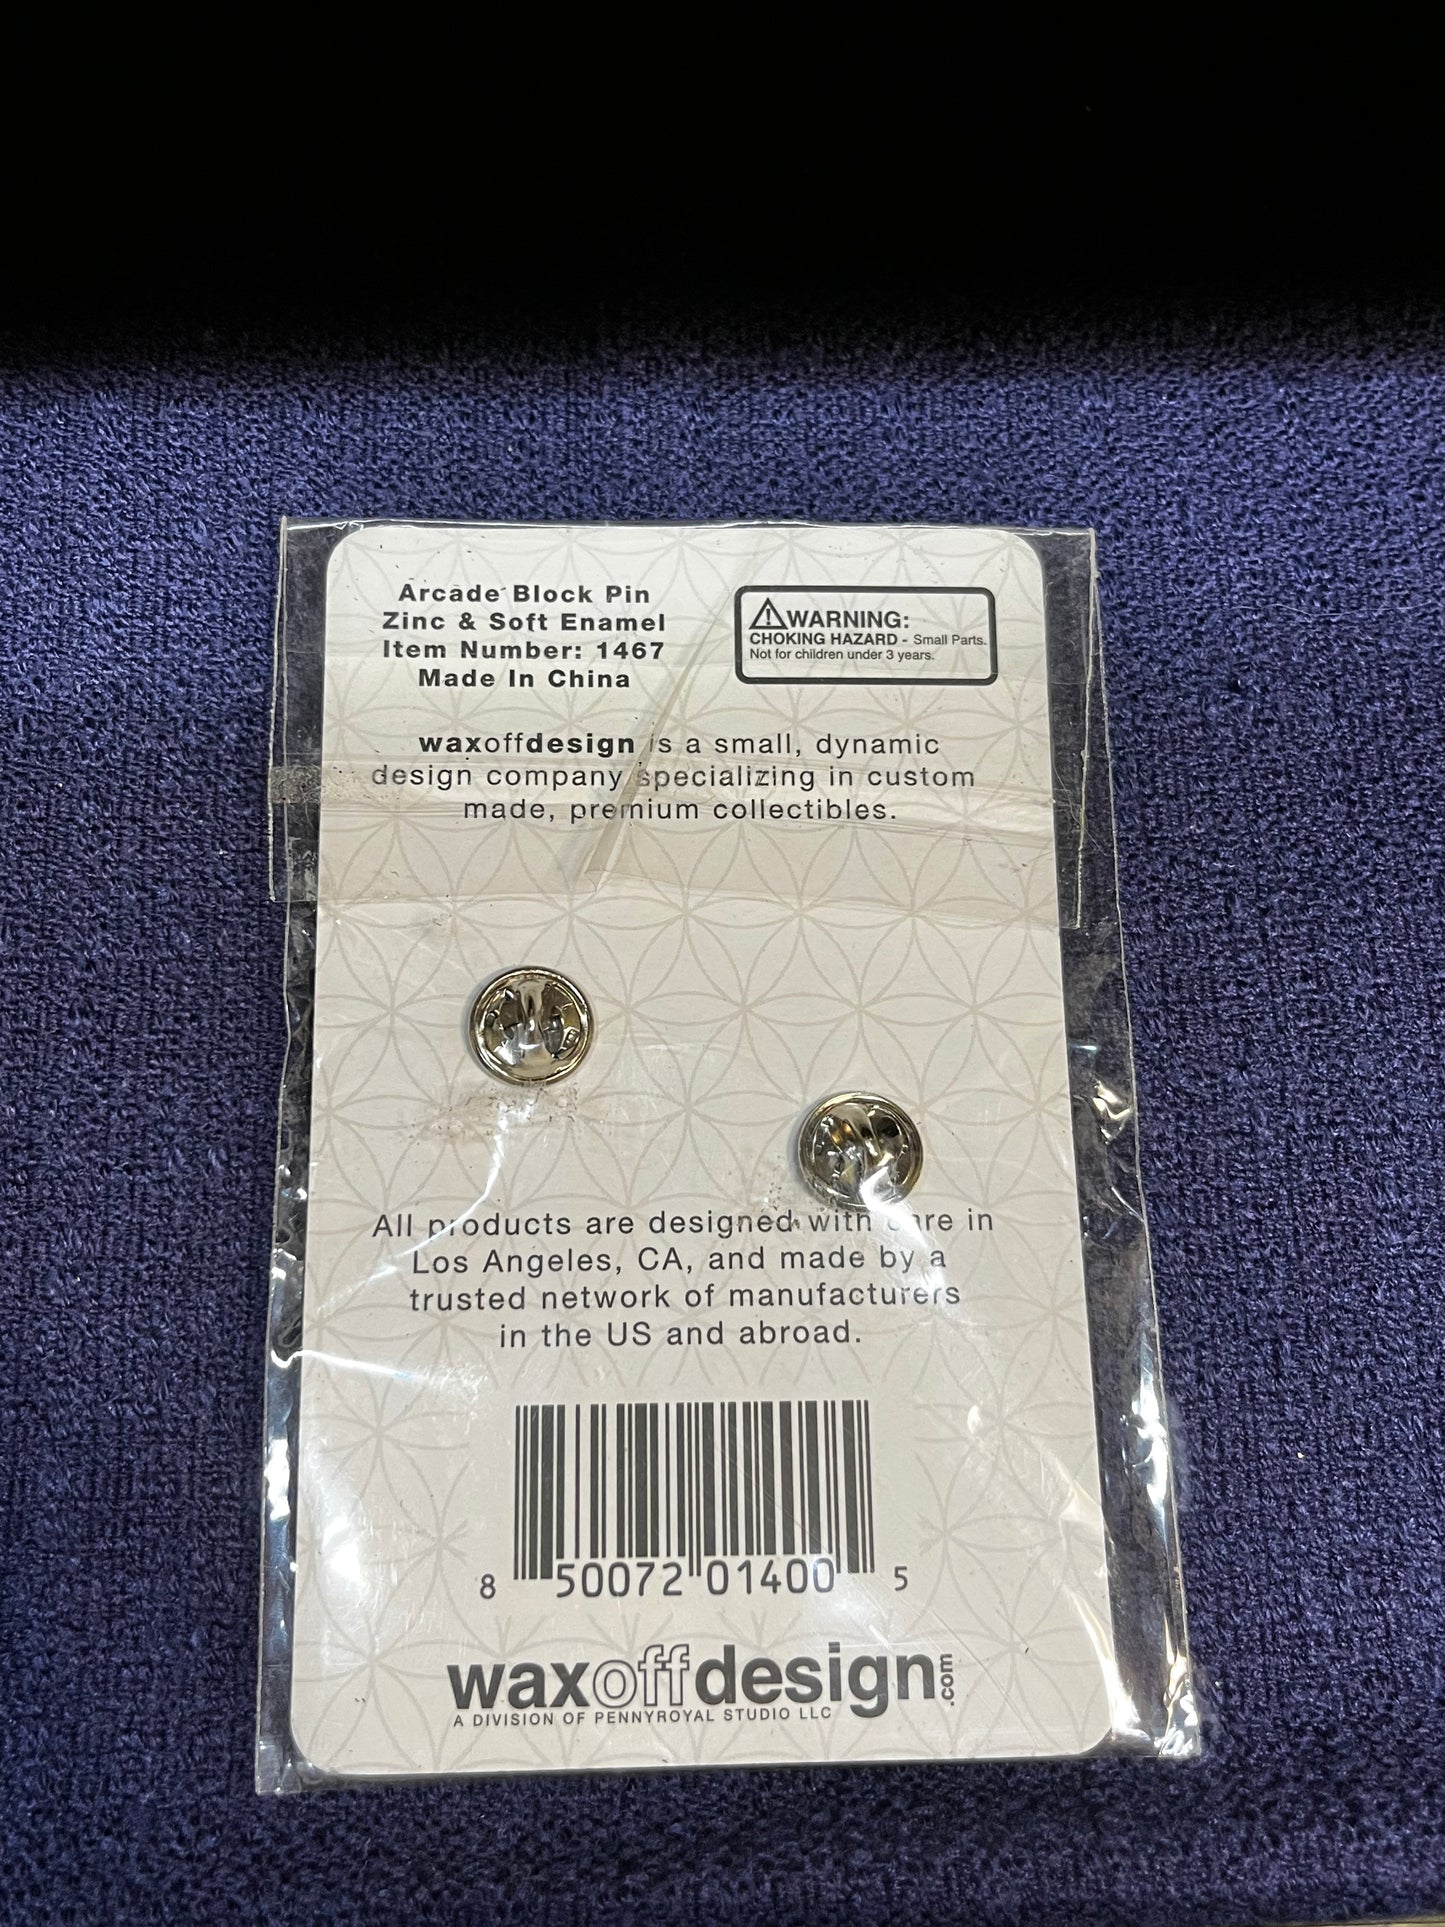 Arcade Block Pin
Zinc & Soft Enamel
Item Number: 1467
Made In China
WARNING:
CHOKING HAZARD - Small Parts.
Not for children under 3 years.
waxoffdesign is a small, dynamic
design company specializing in custom
made, premium collectibles.
All products are designed with care in
Los Angeles, CA, and made by a
trusted network of manufacturers
in the US and abroad.
8 50072 01400 5
waxoffdesign.com
A DIVISION OF PENNYROYAL STUDIO LLC